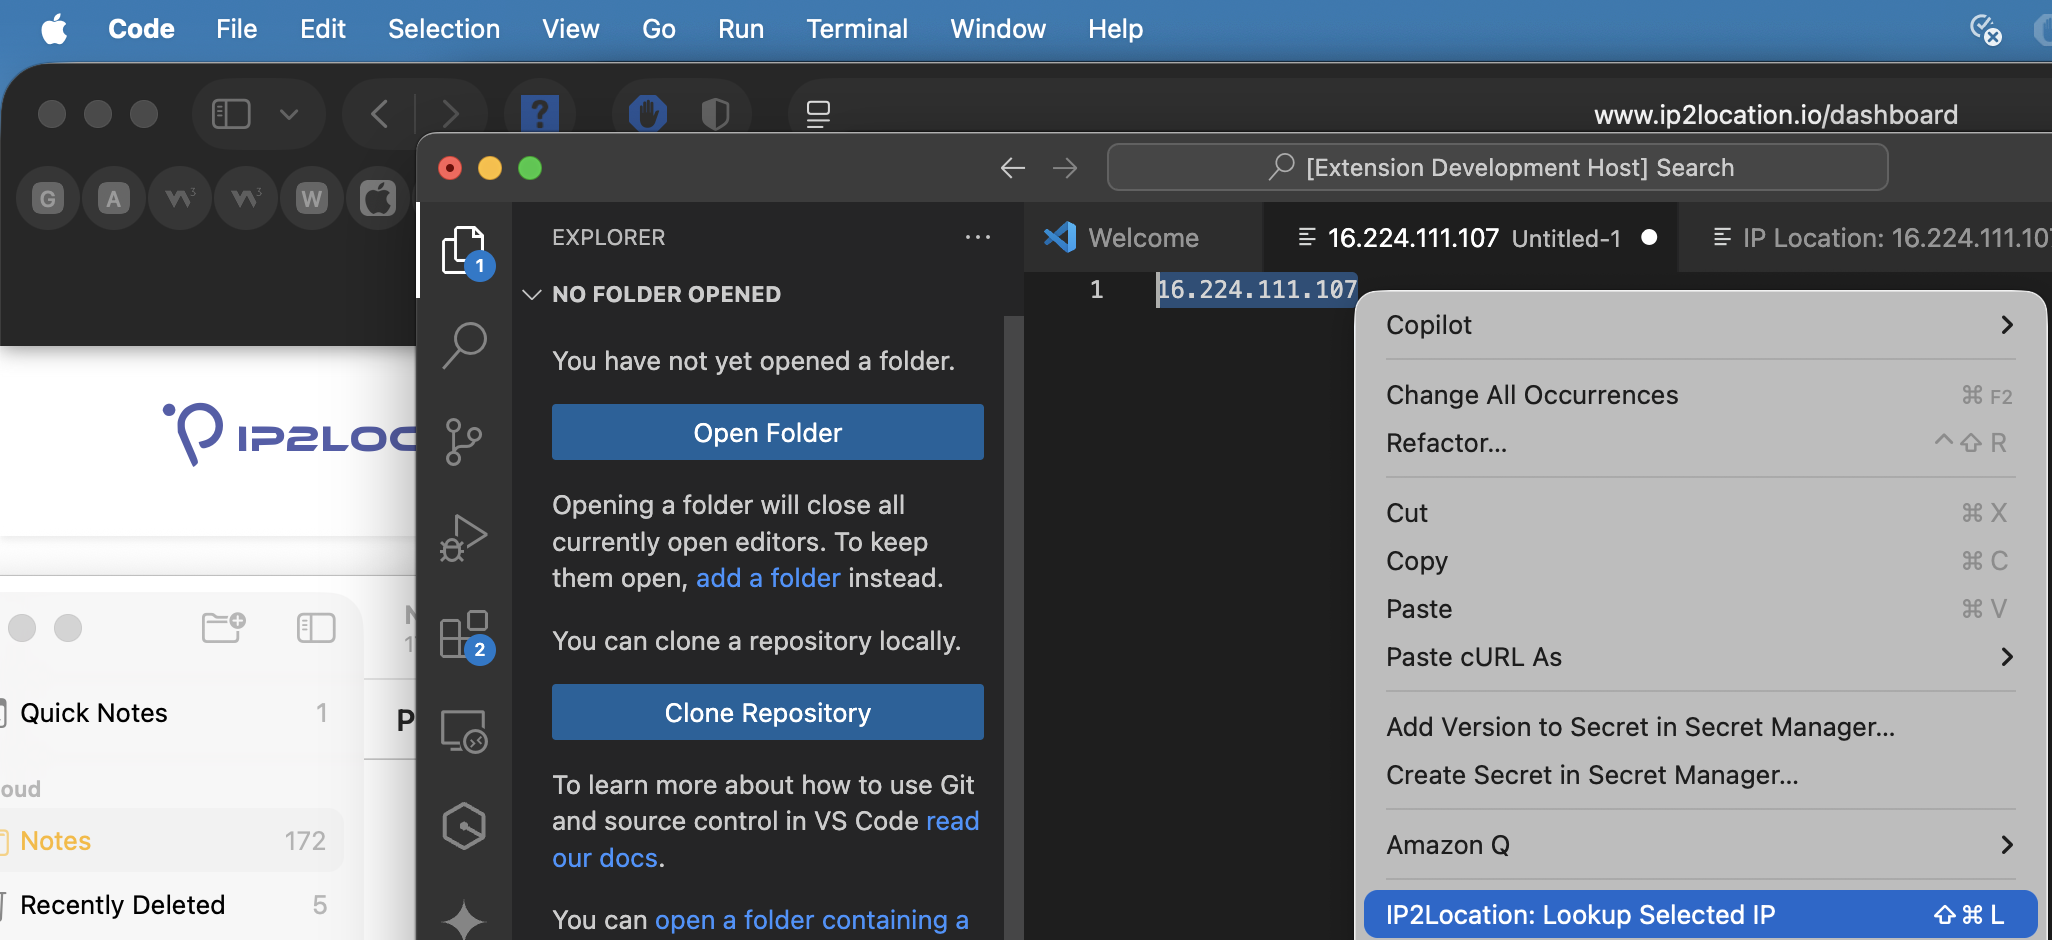 Code File Edit Selection View Go Run Terminal Window Help
www.ip2location.io/dashboard
[Extension Development Host] Search
G A W
EXPLORER
Welcome
16.224.111.107 Untitled-1
IP Location: 16.224.111.10
1
NO FOLDER OPENED
1 16.224.111.107
You have not yet opened a folder.
Open Folder
Opening a folder will close all
currently open editors. To keep
them open, add a folder instead.
2
You can clone a repository locally.
Clone Repository
To learn more about how to use Git
and source control in VS Code read
our docs.
You can open a folder containing a
Copilot
Change All Occurrences ⌘ F2
Refactor... ^⇧ R
Cut ⌘ X
Copy ⌘ C
Paste ⌘ V
Paste cURL As
Add Version to Secret in Secret Manager...
Create Secret in Secret Manager...
Amazon Q
IP2Location: Lookup Selected IP ⇧⌘ L
IP2LOC
Quick Notes 1
oud
Notes 172
Recently Deleted 5